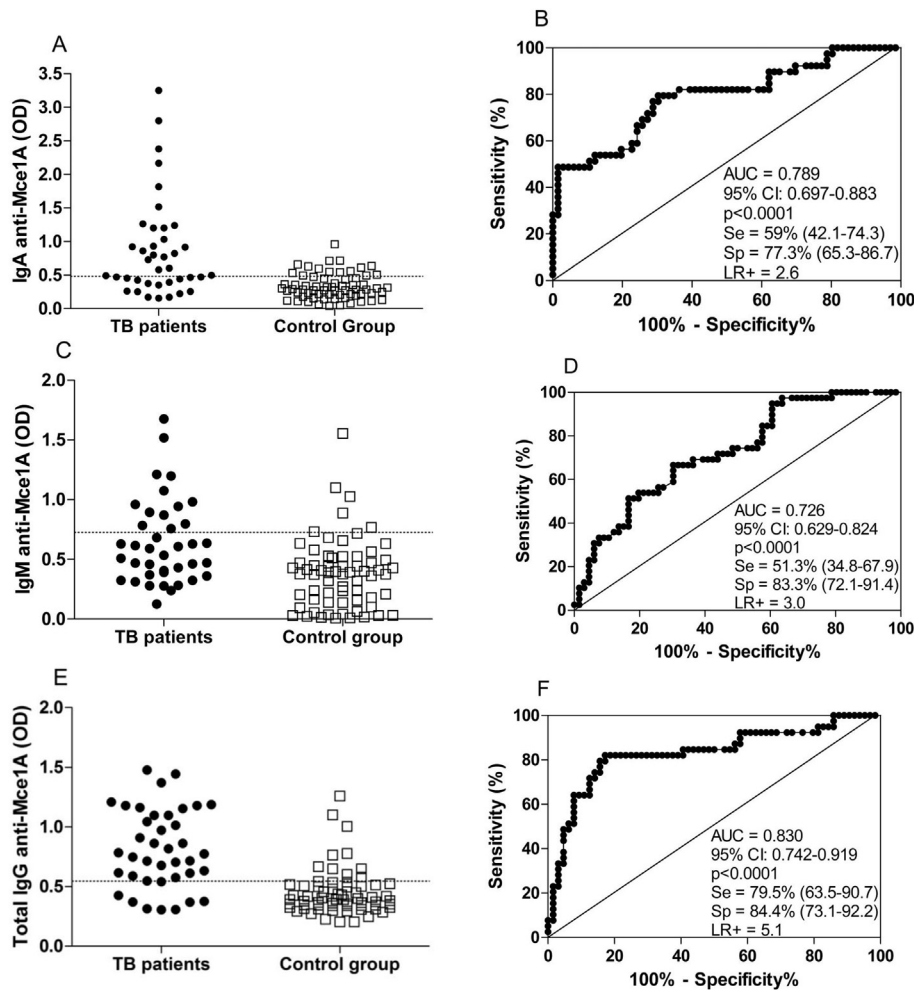 A
IgA anti-Mce1A (OD)
3.5
3.0
2.5
2.0
1.5
1.0
0.5
0.0
TB patients
Control Group
B
Sensitivity (%)
100
80
60
40
20
0
AUC = 0.789
95% CI: 0.697-0.883
p<0.0001
Se = 59% (42.1-74.3)
Sp = 77.3% (65.3-86.7)
LR+ = 2.6
0 20 40 60 80 100
100% - Specificity%
C
IgM anti-Mce1A (OD)
2.0
1.5
1.0
0.5
0.0
TB patients
Control group
D
Sensitivity (%)
100
80
60
40
20
0
AUC = 0.726
95% CI: 0.629-0.824
p<0.0001
Se = 51.3% (34.8-67.9)
Sp = 83.3% (72.1-91.4)
LR+ = 3.0
0 20 40 60 80 100
100% - Specificity%
E
Total IgG anti-Mce1A (OD)
2.0
1.5
1.0
0.5
0.0
TB patients
Control group
F
Sensitivity (%)
100
80
60
40
20
0
AUC = 0.830
95% CI: 0.742-0.919
p<0.0001
Se = 79.5% (63.5-90.7)
Sp = 84.4% (73.1-92.2)
LR+ = 5.1
0 20 40 60 80 100
100% - Specificity%